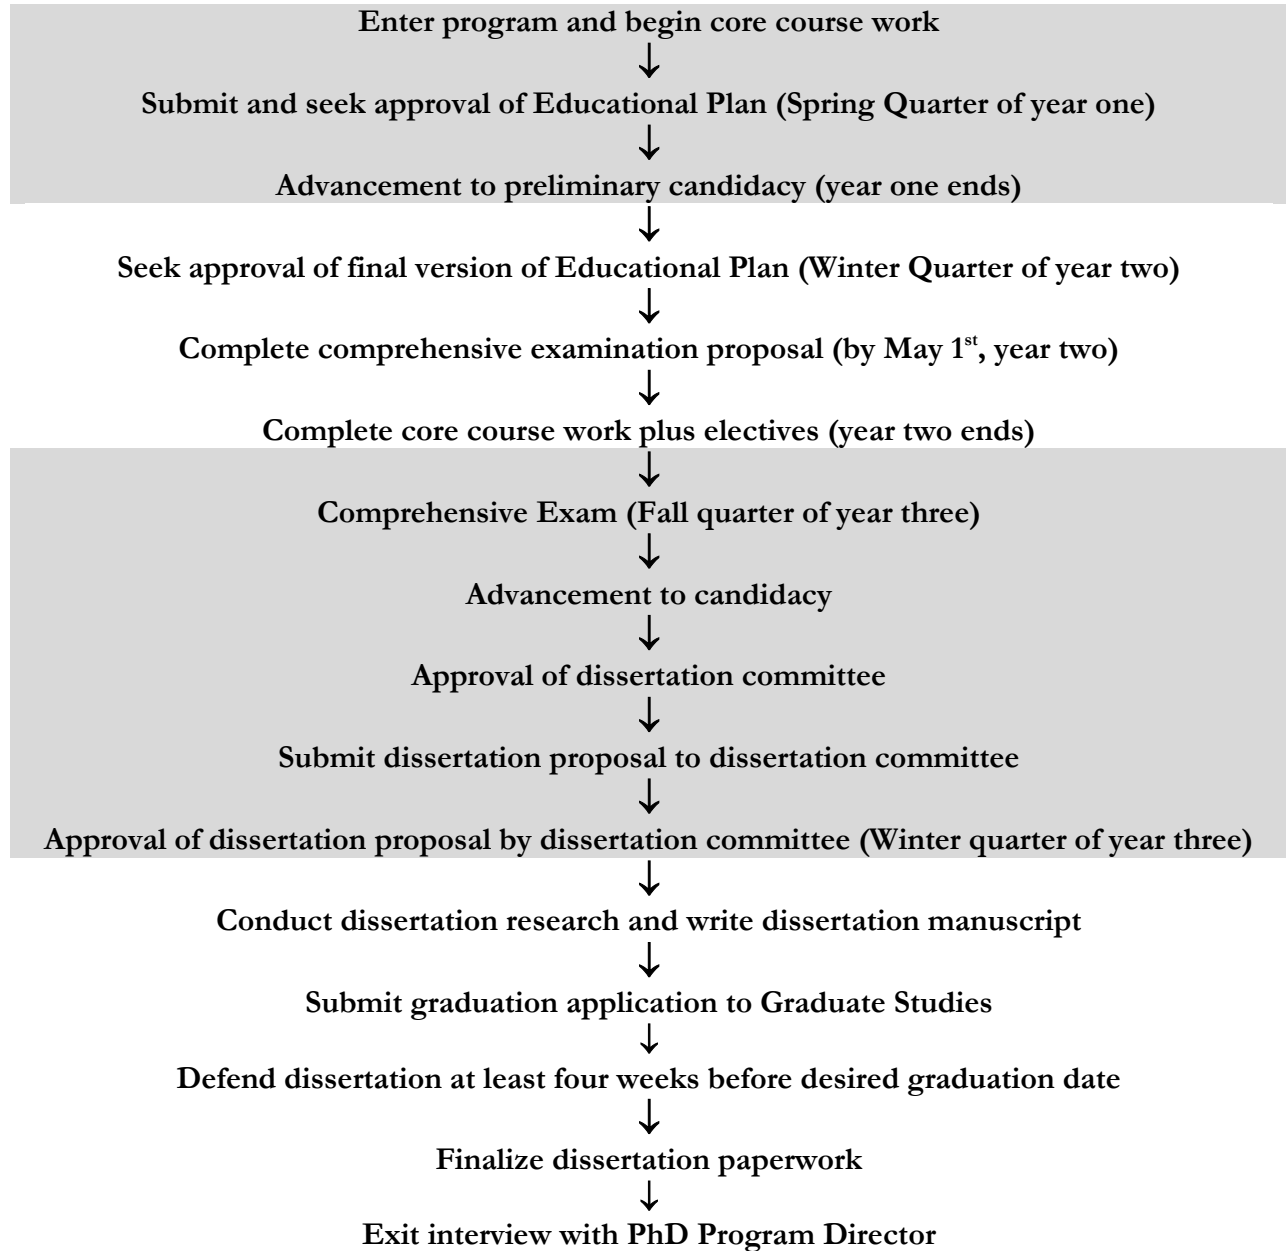 Enter program and begin core course work
↓
Submit and seek approval of Educational Plan (Spring Quarter of year one)
↓
Advancement to preliminary candidacy (year one ends)
↓
Seek approval of final version of Educational Plan (Winter Quarter of year two)
↓
Complete comprehensive examination proposal (by May 1st, year two)
↓
Complete core course work plus electives (year two ends)
↓
Comprehensive Exam (Fall quarter of year three)
↓
Advancement to candidacy
↓
Approval of dissertation committee
↓
Submit dissertation proposal to dissertation committee
↓
Approval of dissertation proposal by dissertation committee (Winter quarter of year three)
↓
Conduct dissertation research and write dissertation manuscript
↓
Submit graduation application to Graduate Studies
↓
Defend dissertation at least four weeks before desired graduation date
↓
Finalize dissertation paperwork
↓
Exit interview with PhD Program Director